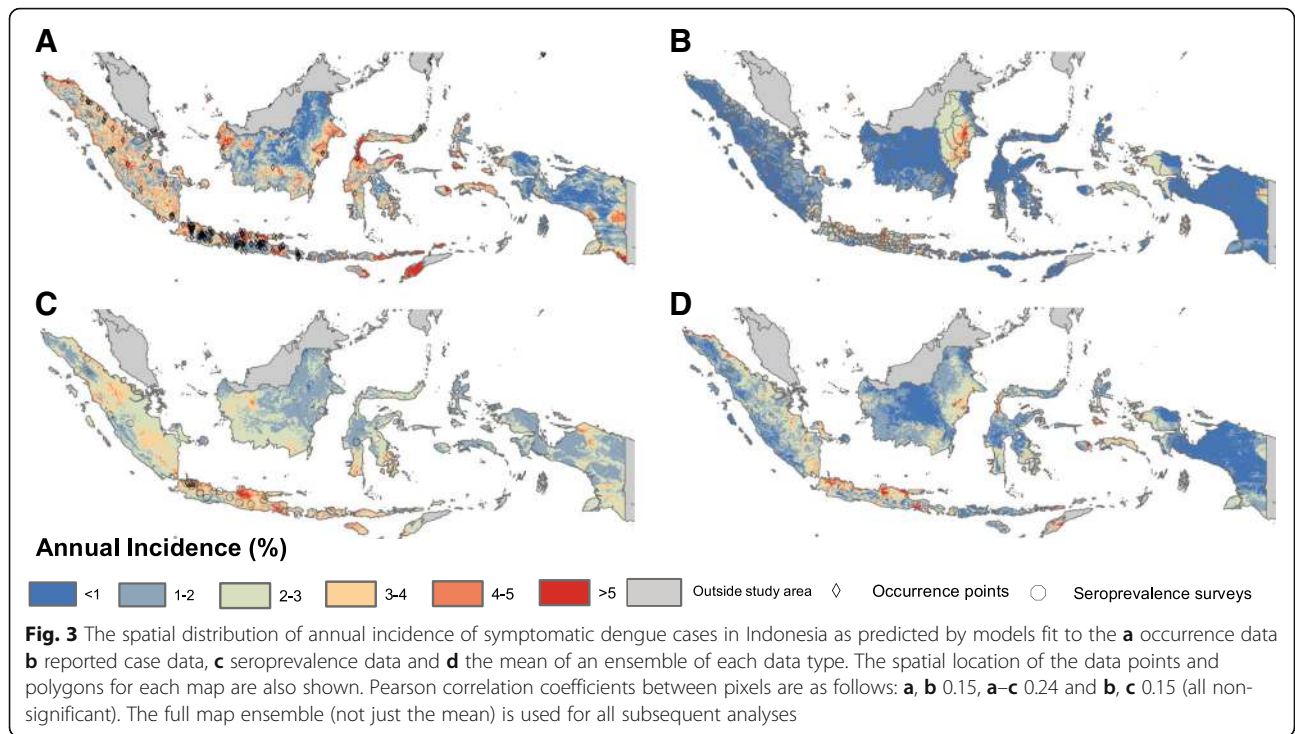 A
B
C
D
Annual Incidence (%)
<1 1-2 2-3 3-4 4-5 >5 Outside study area Occurrence points Seroprevalence surveys
Fig. 3 The spatial distribution of annual incidence of symptomatic dengue cases in Indonesia as predicted by models fit to the a occurrence data
b reported case data, c seroprevalence data and d the mean of an ensemble of each data type. The spatial location of the data points and
polygons for each map are also shown. Pearson correlation coefficients between pixels are as follows: a, b 0.15, a–c 0.24 and b, c 0.15 (all non-
significant). The full map ensemble (not just the mean) is used for all subsequent analyses